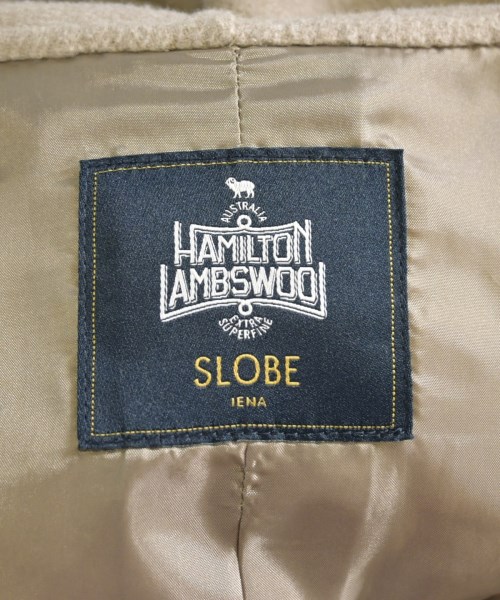 AUSTRALIA
HAMILTON
LAMBSWOOL
EXTRA
SUPERFINE
SLOBE
IENA